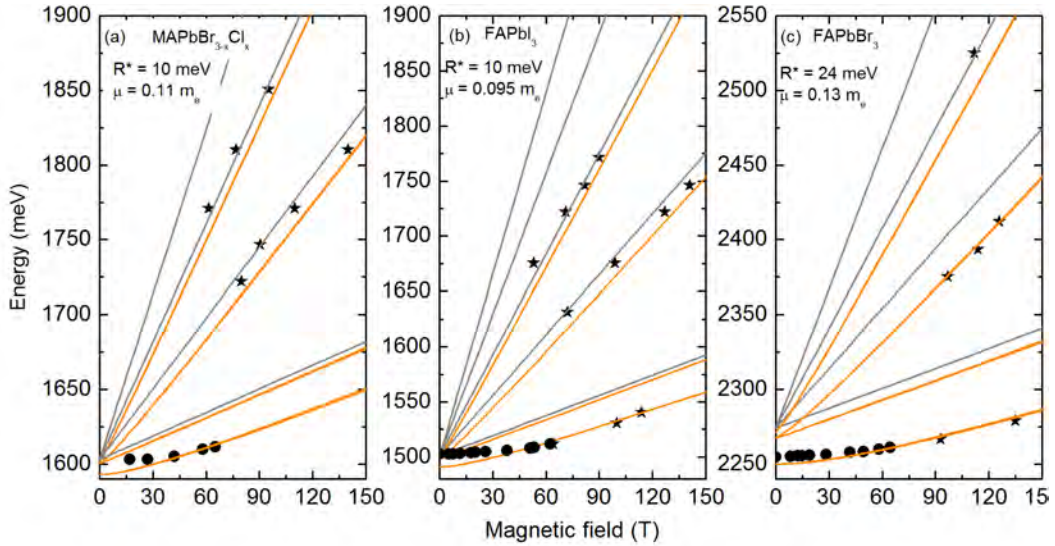 (a) MAPbBr₃₋ₓClₓ
R* = 10 meV
μ = 0.11 mₑ
1900
1850
1800
1750
1700
1650
1600
0 30 60 90 120 150
(b) FAPbI₃
R* = 10 meV
μ = 0.095 mₑ
1900
1850
1800
1750
1700
1650
1600
1550
1500
0 30 60 90 120 150
(c) FAPbBr₃
R* = 24 meV
μ = 0.13 mₑ
2550
2500
2450
2400
2350
2300
2250
0 30 60 90 120 150
Energy (meV)
Magnetic field (T)